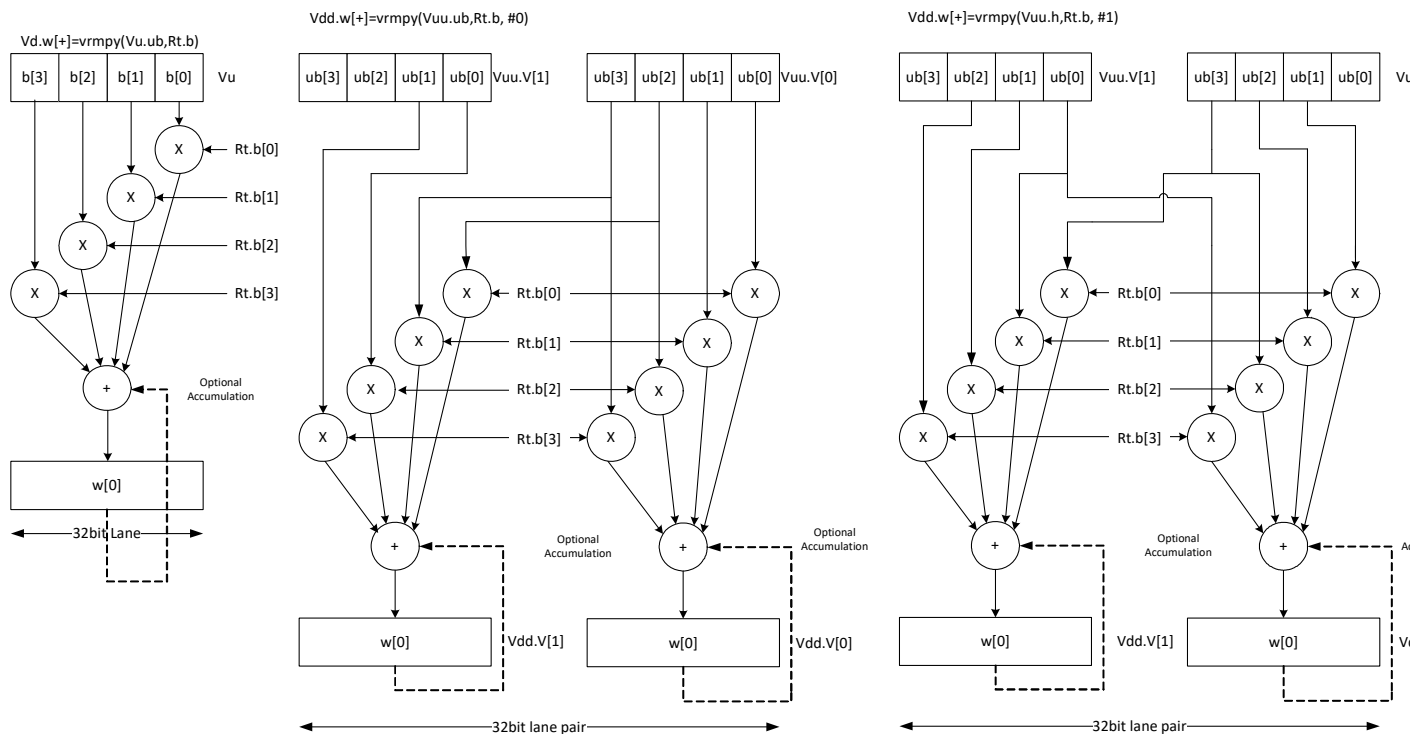 Vd.w[+]=vrmpy(Vu.ub,Rt.b)
b[3] b[2] b[1] b[0] Vu
X Rt.b[0]
X Rt.b[1]
X Rt.b[2]
X Rt.b[3]
+
Optional
Accumulation
w[0]
32bit Lane
Vdd.w[+]=vrmpy(Vuu.ub,Rt.b, #0)
ub[3] ub[2] ub[1] ub[0] Vuu.V[1] ub[3] ub[2] ub[1] ub[0] Vuu.V[0]
X Rt.b[0] X
X Rt.b[1] X
X Rt.b[2] X
X Rt.b[3] X
+ Optional + Optional
Accumulation Accumulation
w[0] Vdd.V[1] w[0] Vdd.V[0]
32bit lane pair
Vdd.w[+]=vrmpy(Vuu.h,Rt.b, #1)
ub[3] ub[2] ub[1] ub[0] Vuu.V[1] ub[3] ub[2] ub[1] ub[0]
X Rt.b[0] X
X Rt.b[1] X
X Rt.b[2] X
X Rt.b[3] X
+ Optional +
Accumulation
w[0] Vdd.V[1] w[0]
32bit lane pair